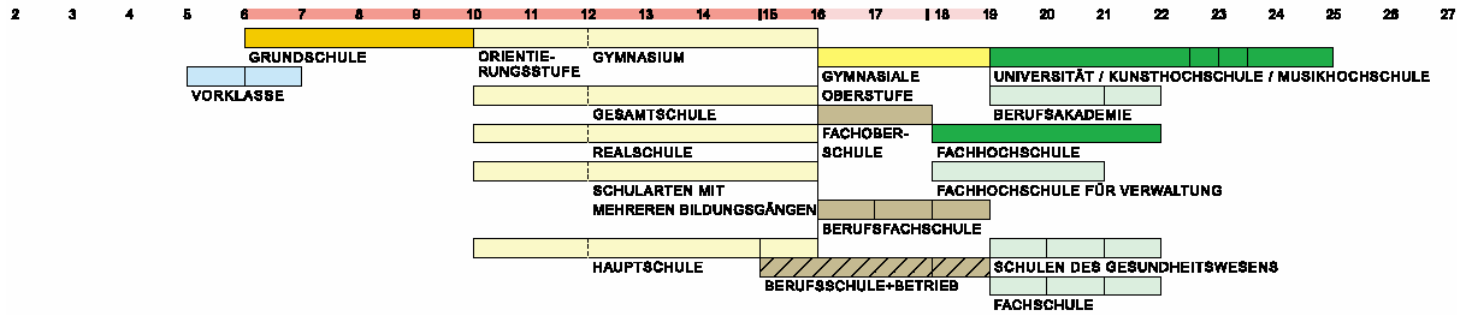 2 3 4 5 6 7 8 9 10 11 12 13 14 15 16 17 18 19 20 21 22 23 24 25 26 27
GRUNDSCHULE
ORIENTIE-
RUNGSSTUFE
GYMNASIUM
VORKLASSE
GYMNASIALE
OBERSTUFE
UNIVERSITÄT / KUNSTHOCHSCHULE / MUSIKHOCHSCHULE
GESAMTSCHULE
BERUFSAKADEMIE
REALSCHULE
FACHOBER-
SCHULE
FACHHOCHSCHULE
SCHULARTEN MIT
MEHREREN BILDUNGSGÄNGEN
FACHHOCHSCHULE FÜR VERWALTUNG
BERUFSFACHSCHULE
HAUPTSCHULE
SCHULEN DES GESUNDHEITSWESENS
BERUFSSCHULE+BETRIEB
FACHSCHULE